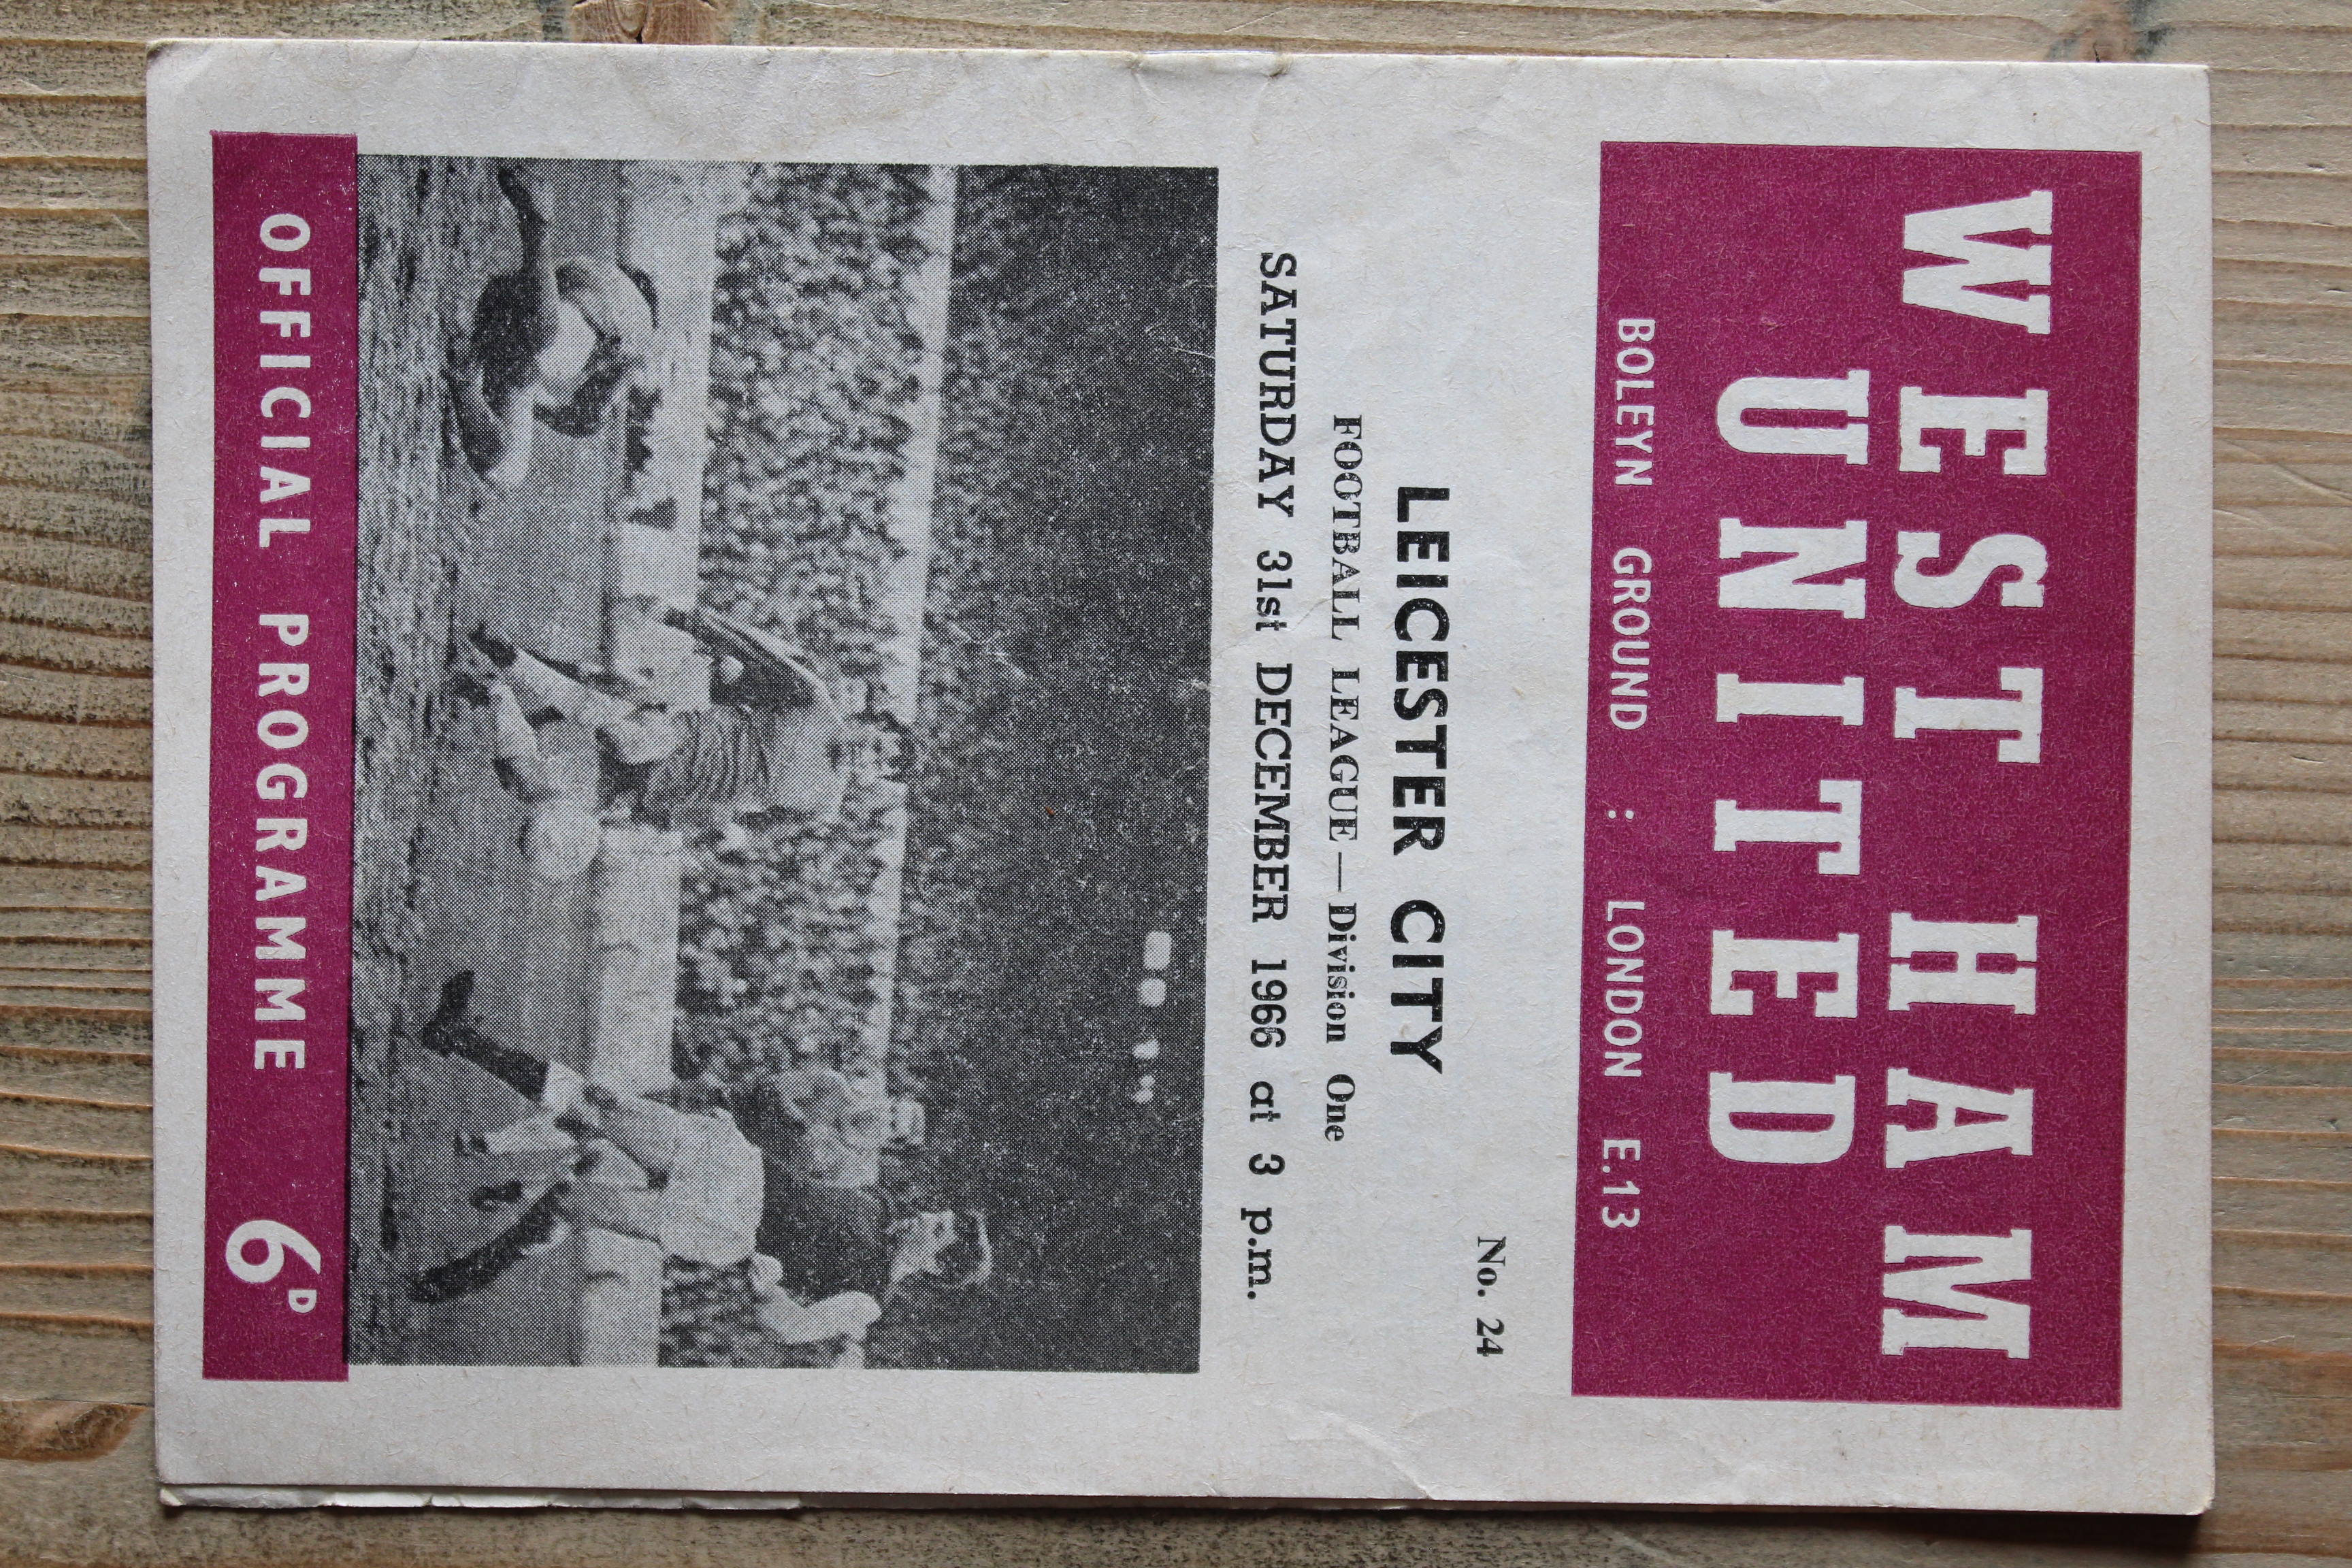 WEST HAM
UNITED
BOLEYN GROUND : LONDON E.13
No. 24
LEICESTER CITY
FOOTBALL LEAGUE—Division One
SATURDAY 31st DECEMBER 1966 at 3 p.m.
OFFICIAL PROGRAMME 6D